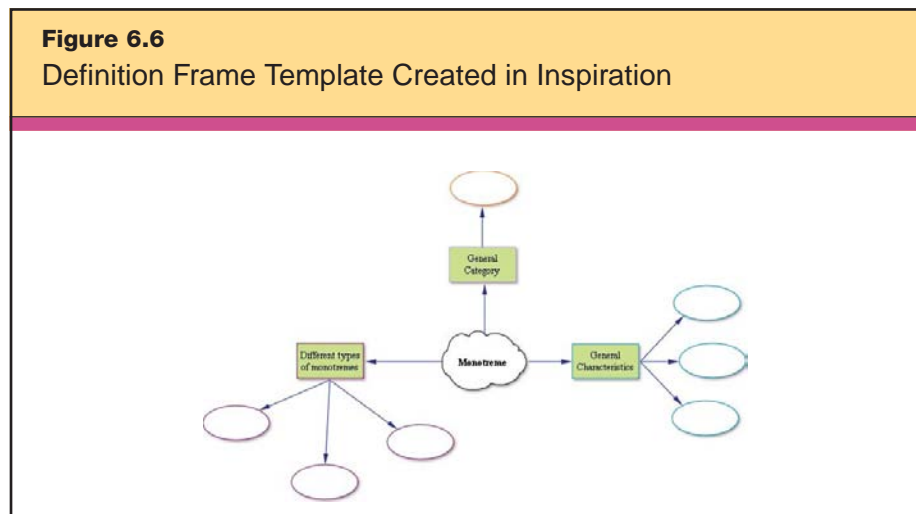 Figure 6.6
Definition Frame Template Created in Inspiration
General
Category
Different types
of monotremes
Monotreme
General
Characteristics